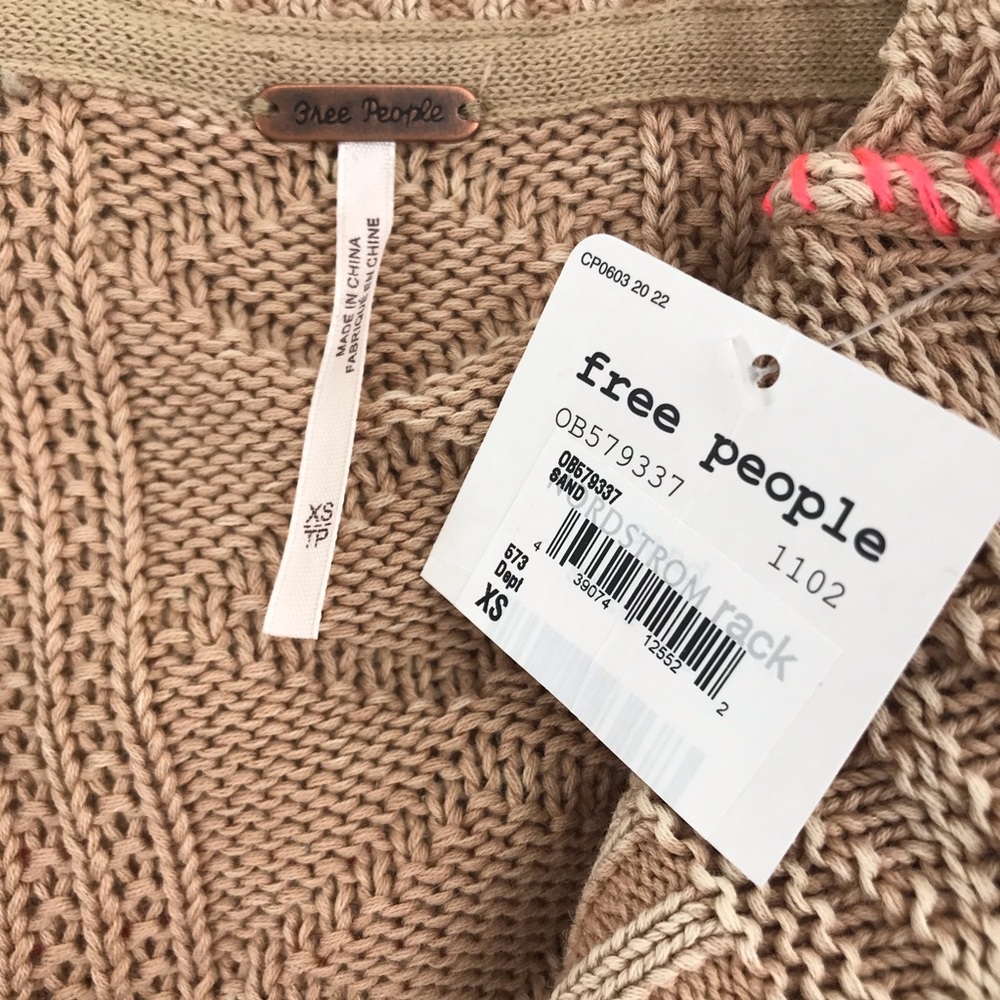 Free People
MADE IN CHINA
FABRIQUÉ EN CHINE
XS
TP
CP0603 20 22
free people
OB579337
1102
OB579337
SAND
NORDSTROM rack
573
Dept
XS
4 39074 12552 2